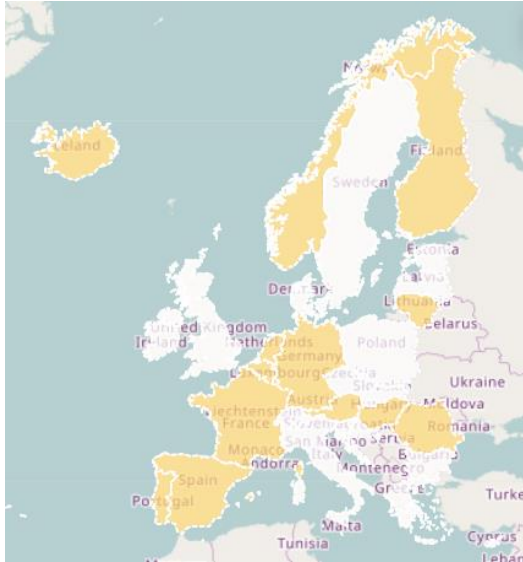 Iceland
Norway
Finland
Sweden
Estonia
Latvia
Denmark
Lithuania
United Kingdom
Ireland
Belarus
Netherlands
Poland
Germany
Luxembourg
Czechia
Slovakia
Ukraine
Austria
Hungary
Moldova
Liechtenstein
France
Slovenia
Croatia
Romania
San Marino
Serbia
Monaco
Italy
Bulgaria
Andorra
Montenegro
Spain
Portugal
Greece
Turke
Malta
Tunisia
Cyprus
Leban